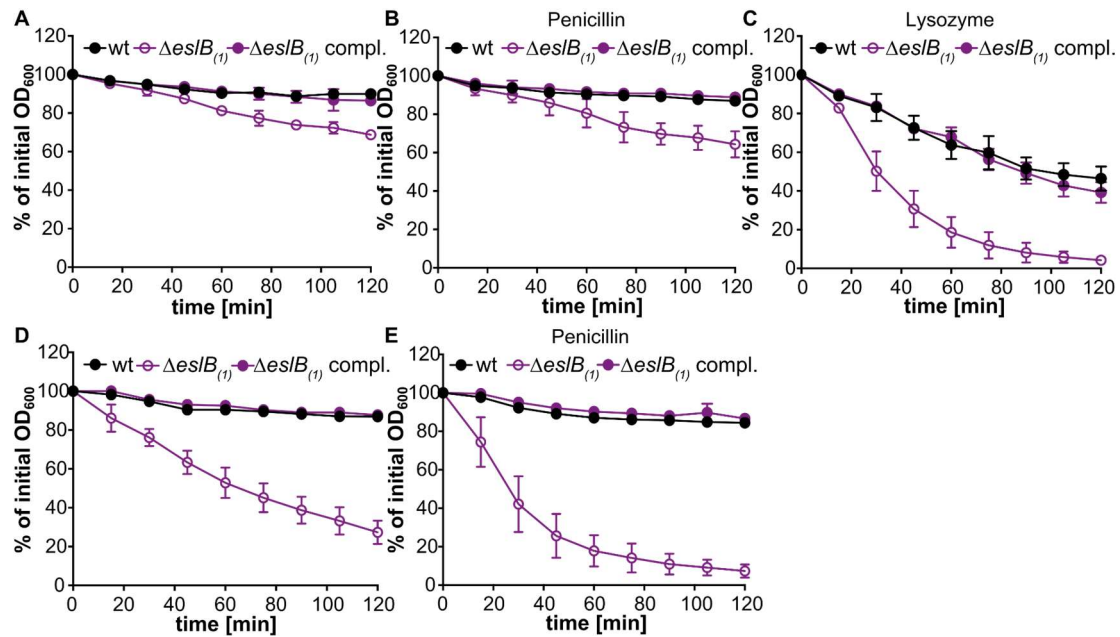 A
120
wt ΔeslB(1) ΔeslB(1) compl.
100
80
60
40
20
0
% of initial OD600
0 20 40 60 80 100 120
time [min]
B
Penicillin
120
wt ΔeslB(1) ΔeslB(1) compl.
100
80
60
40
20
0
% of initial OD600
0 20 40 60 80 100 120
time [min]
C
Lysozyme
120
wt ΔeslB(1) ΔeslB(1) compl.
100
80
60
40
20
0
% of initial OD600
0 20 40 60 80 100 120
time [min]
D
120
wt ΔeslB(1) ΔeslB(1) compl.
100
80
60
40
20
0
% of initial OD600
0 20 40 60 80 100 120
time [min]
E
Penicillin
120
wt ΔeslB(1) ΔeslB(1) compl.
100
80
60
40
20
0
% of initial OD600
0 20 40 60 80 100 120
time [min]